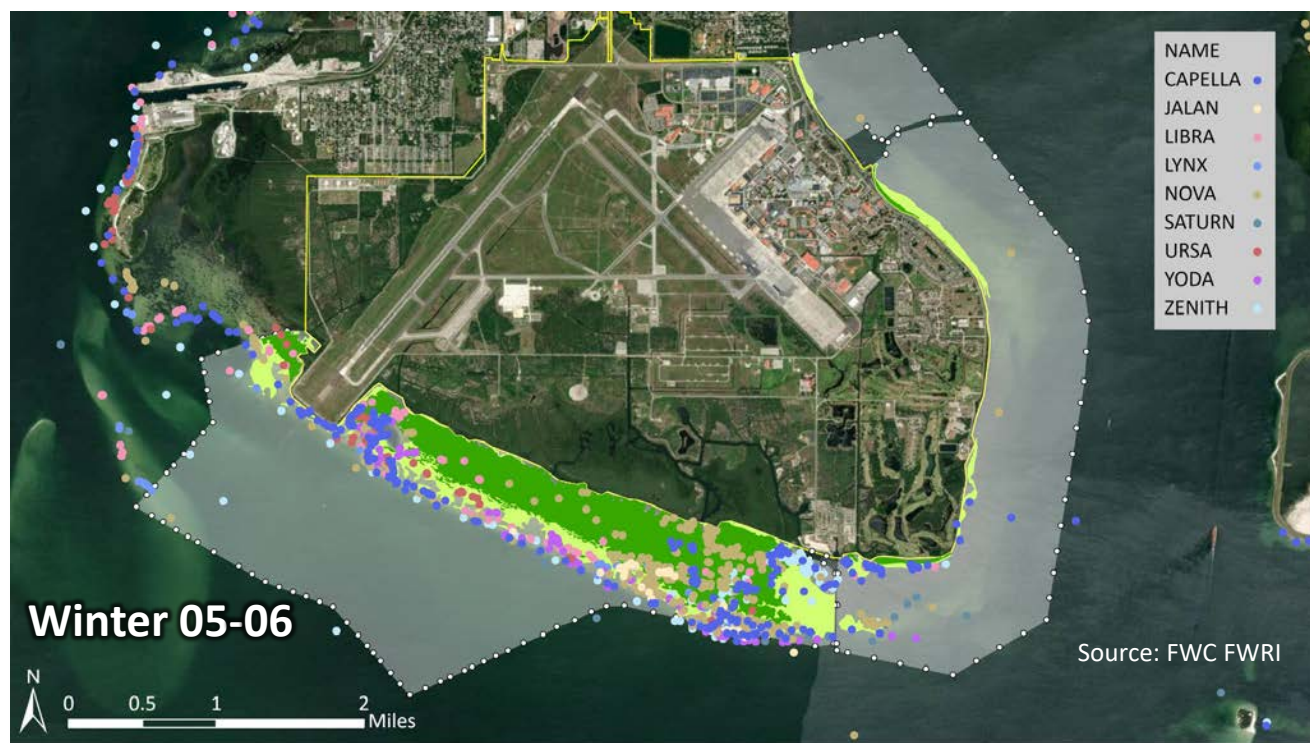 NAME
CAPELLA
JALAN
LIBRA
LYNX
NOVA
SATURN
URSA
YODA
ZENITH
Winter 05-06
Source: FWC FWRI
N
0 0.5 1 2
Miles